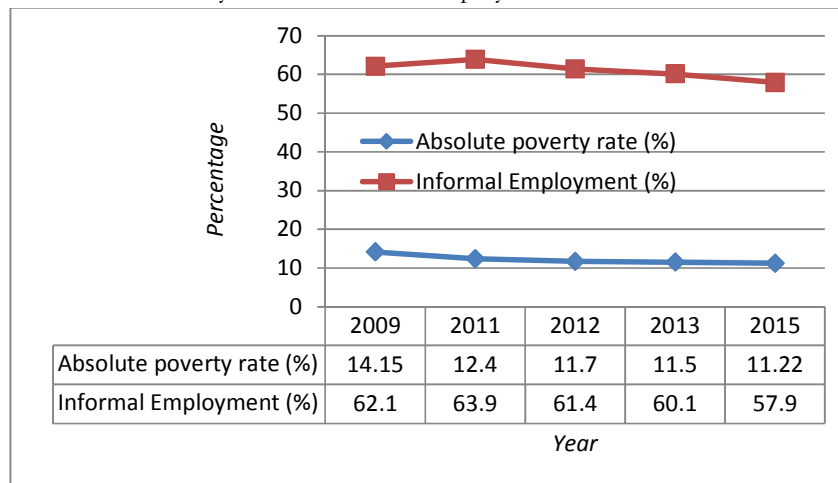 70
60
50
40
30
20
10
0
Percentage
Absolute poverty rate (%)
Informal Employment (%)
2009 2011 2012 2013 2015
Absolute poverty rate (%) 14.15 12.4 11.7 11.5 11.22
Informal Employment (%) 62.1 63.9 61.4 60.1 57.9
Year